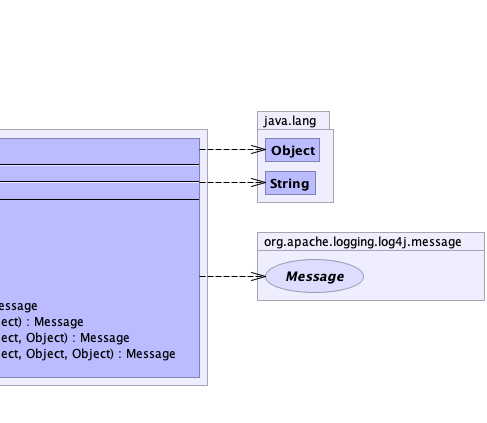 java.lang
Object
String
org.apache.logging.log4j.message
Message
essage
ject) : Message
ect, Object) : Message
ect, Object, Object) : Message